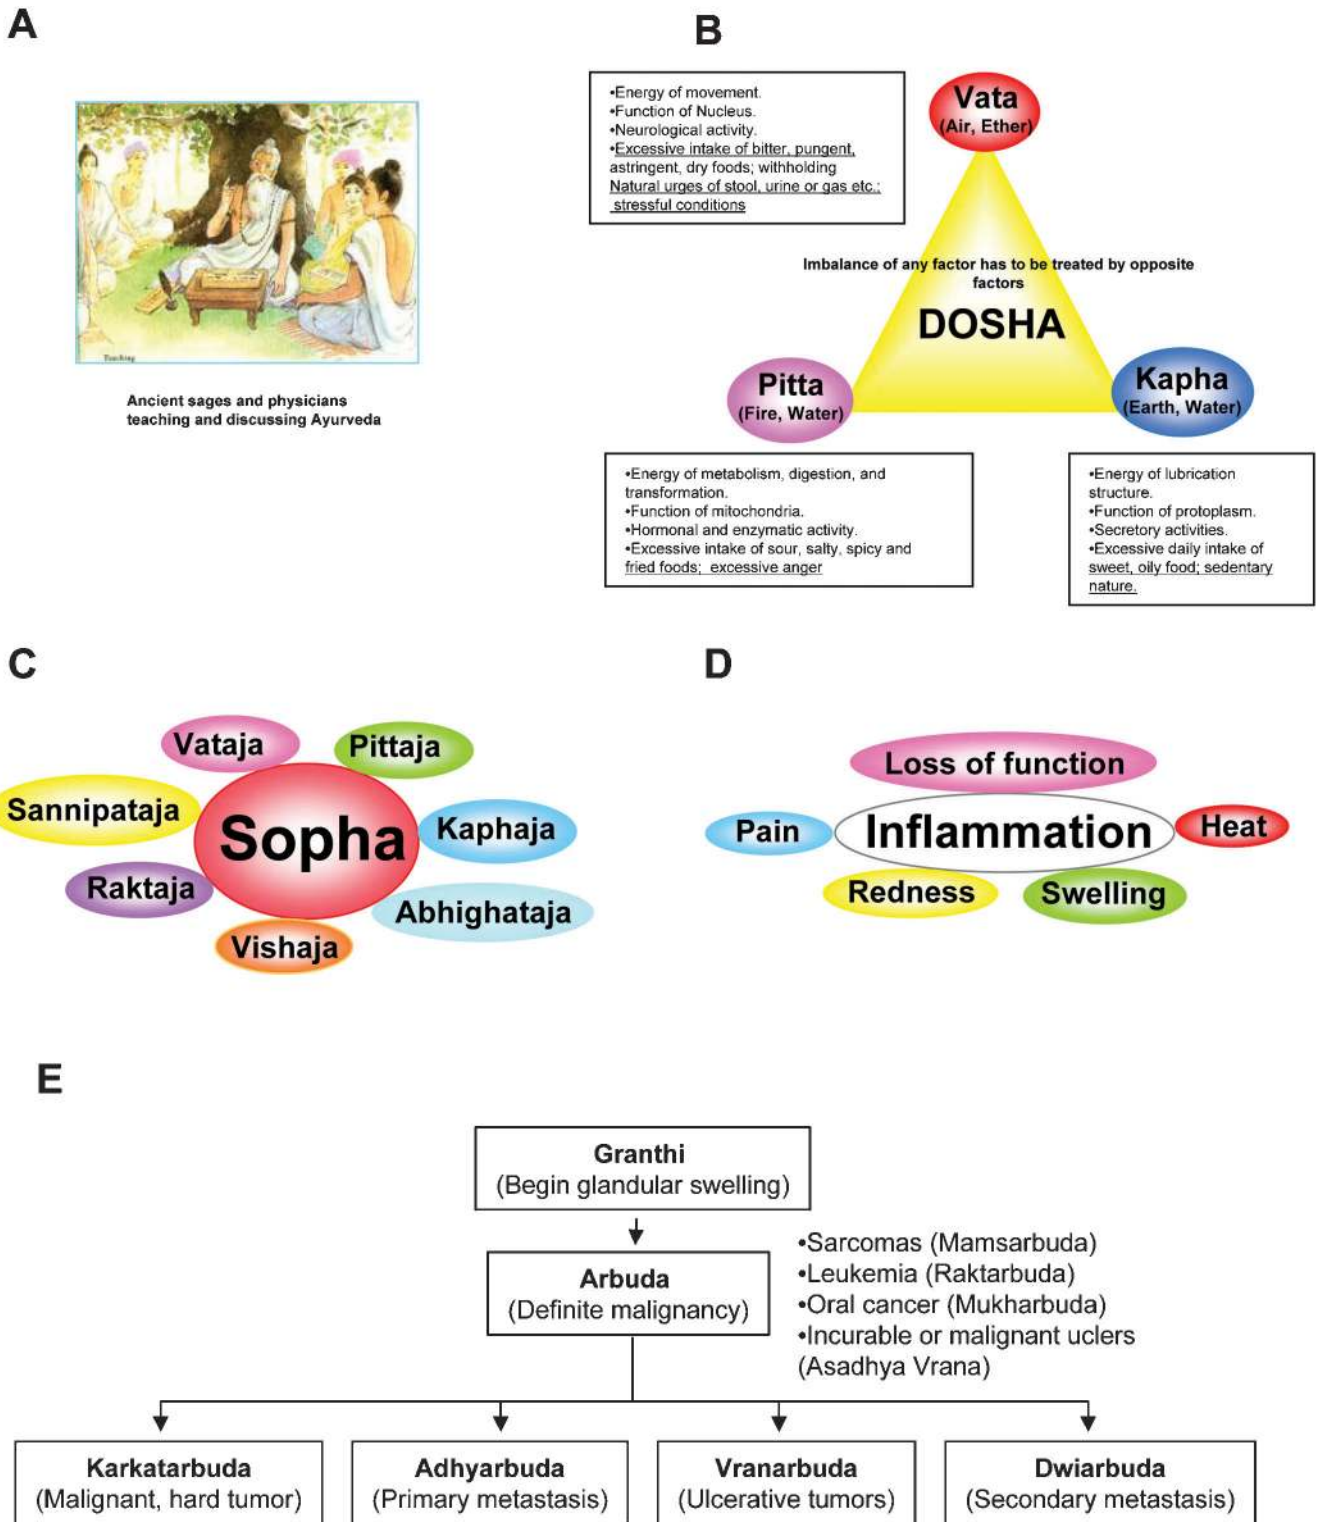 A
Teaching
Ancient sages and physicians
teaching and discussing Ayurveda
B
•Energy of movement.
•Function of Nucleus.
•Neurological activity.
•Excessive intake of bitter, pungent,
astringent, dry foods; withholding
Natural urges of stool, urine or gas etc.;
stressful conditions
Vata
(Air, Ether)
Imbalance of any factor has to be treated by opposite
factors
DOSHA
Pitta
(Fire, Water)
Kapha
(Earth, Water)
•Energy of metabolism, digestion, and
transformation.
•Function of mitochondria.
•Hormonal and enzymatic activity.
•Excessive intake of sour, salty, spicy and
fried foods; excessive anger
•Energy of lubrication
structure.
•Function of protoplasm.
•Secretory activities.
•Excessive daily intake of
sweet, oily food; sedentary
nature.
C
Vataja
Pittaja
Sannipataja
Sopha
Kaphaja
Raktaja
Abhighataja
Vishaja
D
Loss of function
Pain
Inflammation
Heat
Redness
Swelling
E
Granthi
(Begin glandular swelling)
Arbuda
(Definite malignancy)
•Sarcomas (Mamsarbuda)
•Leukemia (Raktarbuda)
•Oral cancer (Mukharbuda)
•Incurable or malignant uclers
(Asadhya Vrana)
Karkatarbuda
(Malignant, hard tumor)
Adhyarbuda
(Primary metastasis)
Vranarbuda
(Ulcerative tumors)
Dwiarbuda
(Secondary metastasis)